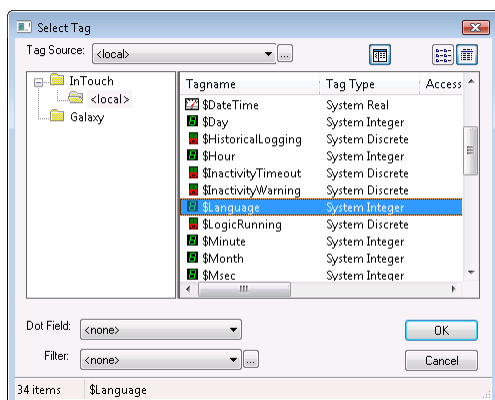 Select Tag
Tag Source: <local> ...
InTouch
<local>
Galaxy
Tagname Tag Type Access
$DateTime System Real
$Day System Integer
$HistoricalLogging System Discrete
$Hour System Integer
$InactivityTimeout System Discrete
$InactivityWarning System Discrete
$Language System Integer
$LogicRunning System Discrete
$Minute System Integer
$Month System Integer
$Msec System Integer
Dot Field: <none> OK
Filter: <none> ... Cancel
34 items $Language